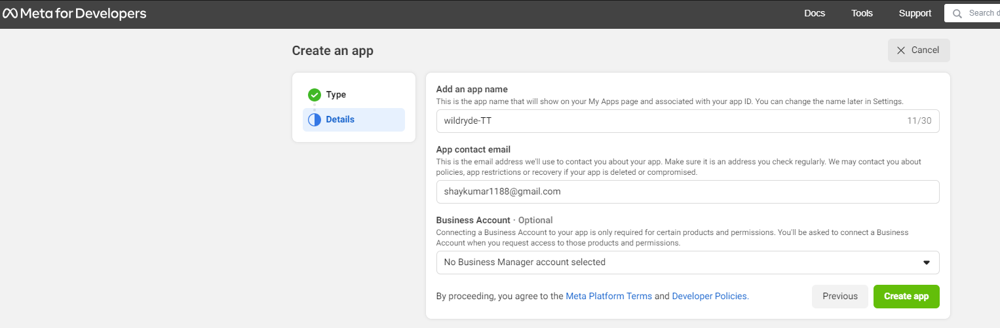 Meta for Developers
Docs
Tools
Support
Search d
Create an app
Cancel
Type
Details
Add an app name
This is the app name that will show on your My Apps page and associated with your app ID. You can change the name later in Settings.
wildryde-TT
11/30
App contact email
This is the email address we'll use to contact you about your app. Make sure it is an address you check regularly. We may contact you about
policies, app restrictions or recovery if your app is deleted or compromised.
shaykumar1188@gmail.com
Business Account · Optional
Connecting a Business Account to your app is only required for certain products and permissions. You'll be asked to connect a Business
Account when you request access to those products and permissions.
No Business Manager account selected
By proceeding, you agree to the Meta Platform Terms and Developer Policies.
Previous
Create app